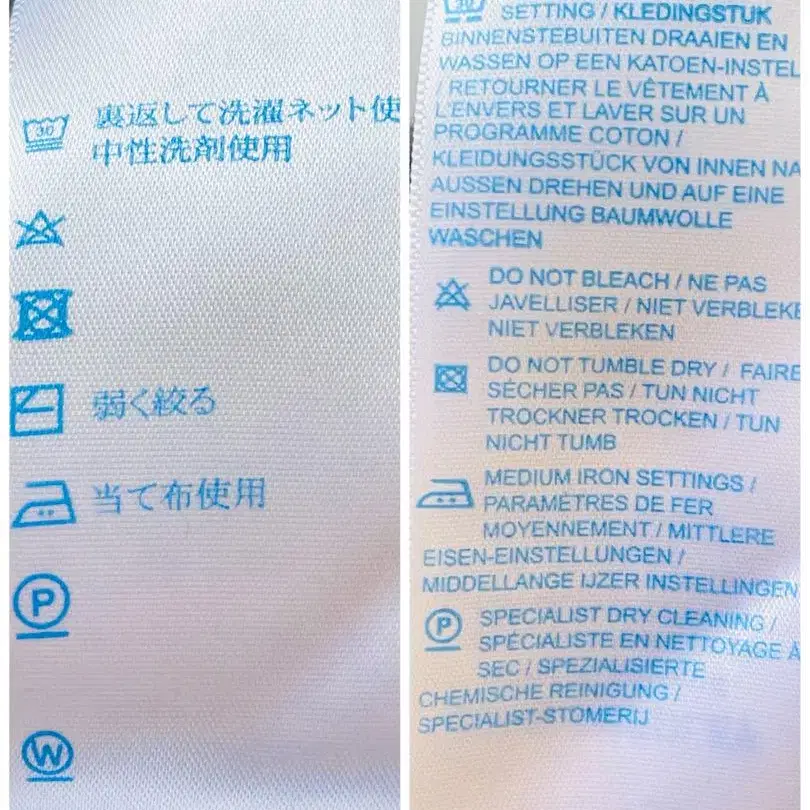 30
裏返して洗濯ネット使
中性洗剤使用
弱く絞る
当て布使用
P
W
30
SETTING / KLEDINGSTUK
BINNENSTEBUITEN DRAAIEN EN
WASSEN OP EEN KATOEN-INSTEL
/ RETOURNER LE VÊTEMENT À
L'ENVERS ET LAVER SUR UN
PROGRAMME COTON /
KLEIDUNGSSTÜCK VON INNEN NA
AUSSEN DREHEN UND AUF EINE
EINSTELLUNG BAUMWOLLE
WASCHEN
DO NOT BLEACH / NE PAS
JAVELLISER / NIET VERBLEKE
NIET VERBLEKEN
DO NOT TUMBLE DRY / FAIRE
SÉCHER PAS / TUN NICHT
TROCKNER TROCKEN / TUN
NICHT TUMB
MEDIUM IRON SETTINGS /
PARAMÈTRES DE FER
MOYENNEMENT / MITTLERE
EISEN-EINSTELLUNGEN /
MIDDELLANGE IJZER INSTELLINGEN
P
SPECIALIST DRY CLEANING /
SPÉCIALISTE EN NETTOYAGE À
SEC / SPEZIALISIERTE
CHEMISCHE REINIGUNG /
SPECIALIST-STOMERIJ